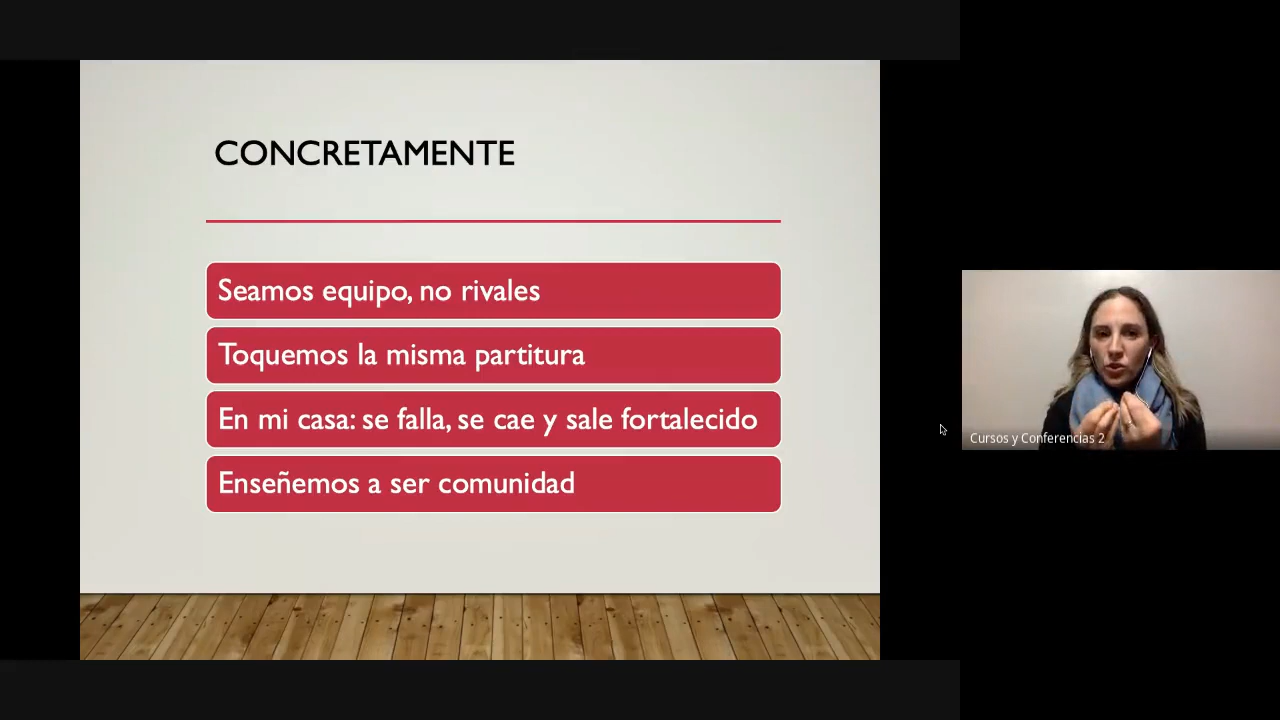 CONCRETAMENTE
Seamos equipo, no rivales
Toquemos la misma partitura
En mi casa: se falla, se cae y sale fortalecido
Enseñemos a ser comunidad
Cursos y Conferencias 2